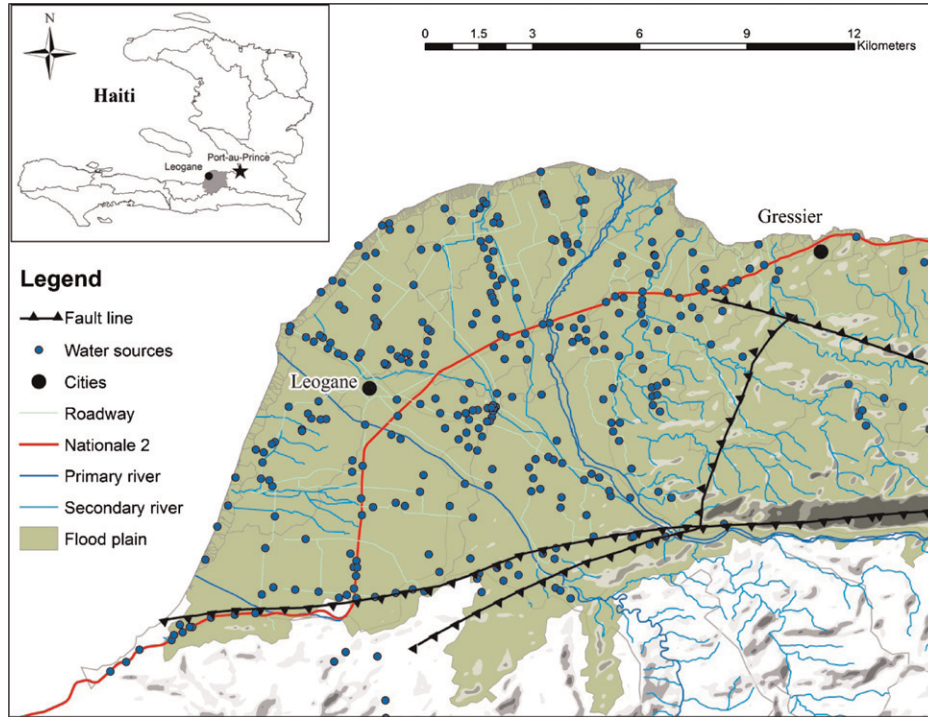 N
Haiti
Port-au-Prince
Leogane
0 1.5 3 6 9 12
Kilometers
Gressier
Leogane
Legend
Fault line
Water sources
Cities
Roadway
Nationale 2
Primary river
Secondary river
Flood plain